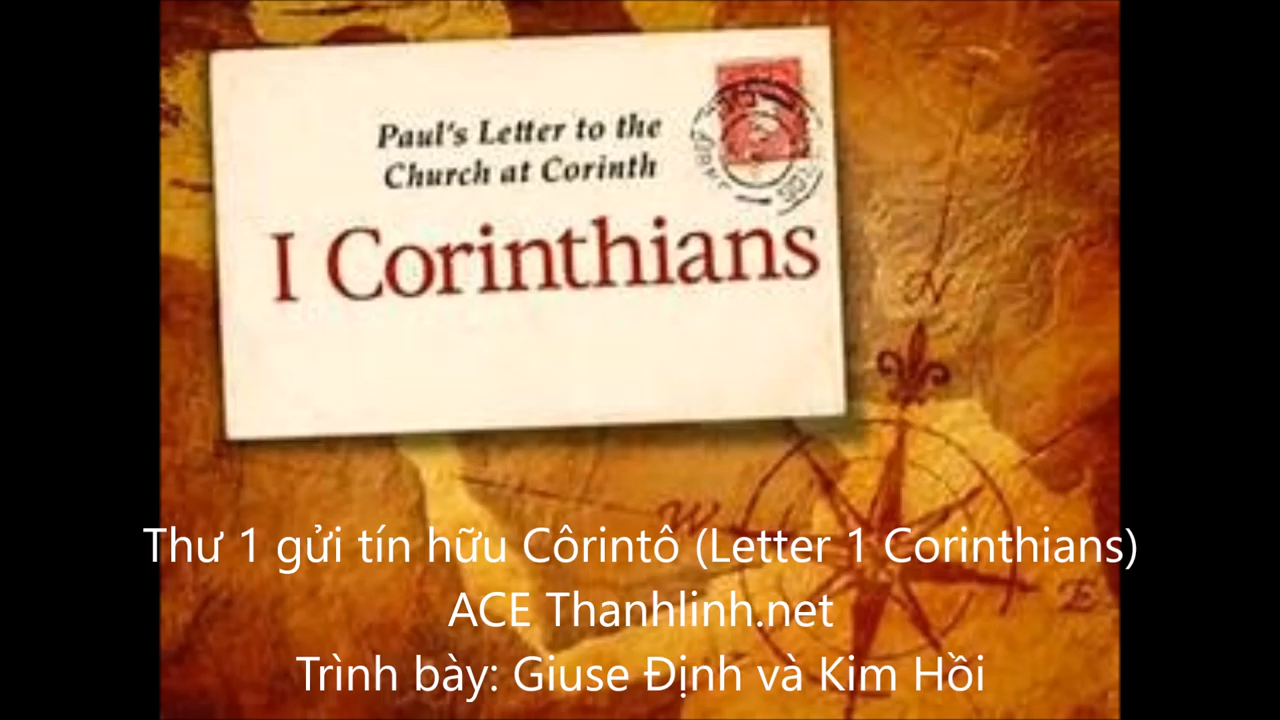 Paul's Letter to the
Church at Corinth
I Corinthians
N
W
E
Thư 1 gửi tín hữu Côrintô (Letter 1 Corinthians)
ACE Thanhlinh.net
Trình bày: Giuse Định và Kim Hồi